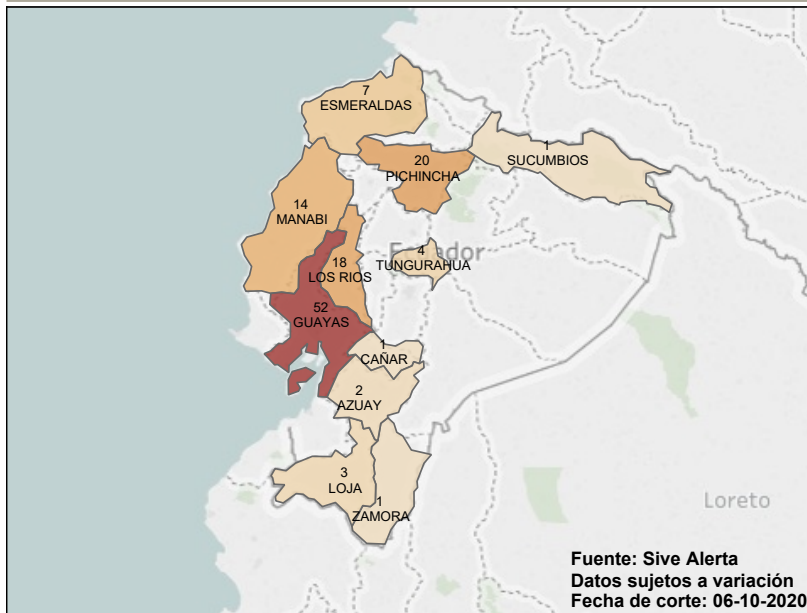 7
ESMERALDAS
1
SUCUMBIOS
20
PICHINCHA
14
MANABI
Ecuador
4
TUNGURAHUA
18
LOS RIOS
52
GUAYAS
1
CAÑAR
2
AZUAY
3
LOJA
1
ZAMORA
Loreto
Fuente: Sive Alerta
Datos sujetos a variación
Fecha de corte: 06-10-2020